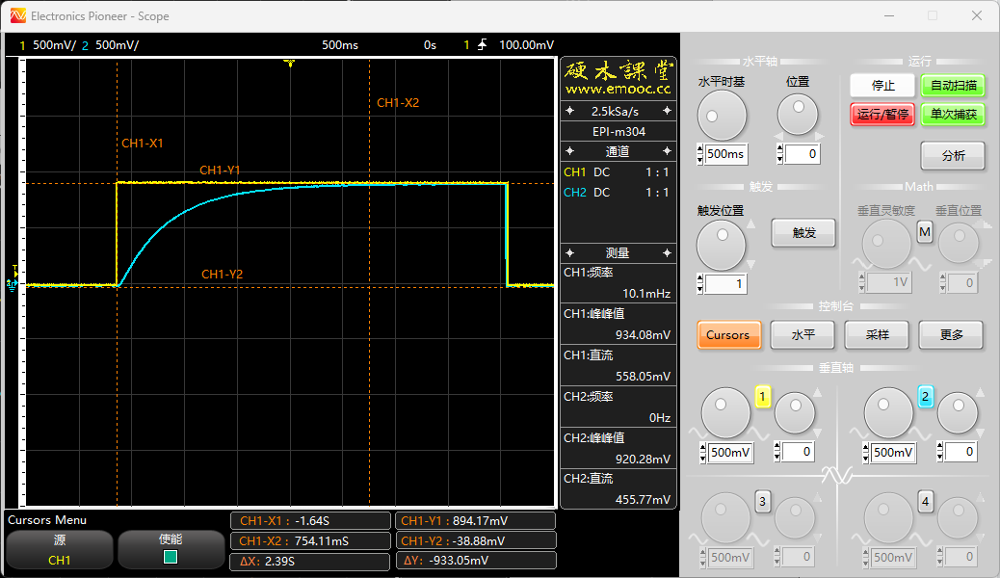 Electronics Pioneer - Scope
1 500mV/ 2 500mV/ 500ms 0s 1 100.00mV
CH1-X1
CH1-X2
CH1-Y1
CH1-Y2
T
硬木課堂
www.emooc.cc
2.5kSa/s
EPI-m304
通道
CH1 DC 1 : 1
CH2 DC 1 : 1
测量
CH1:频率
10.1mHz
CH1:峰峰值
934.08mV
CH1:直流
558.05mV
CH2:频率
0Hz
CH2:峰峰值
920.28mV
CH2:直流
455.77mV
Cursors Menu
源
CH1
使能
CH1-X1 : -1.64S
CH1-X2 : 754.11mS
ΔX: 2.39S
CH1-Y1 : 894.17mV
CH1-Y2 : -38.88mV
ΔY: -933.05mV
水平轴
水平时基
位置
500ms
0
运行
停止
自动扫描
运行/暂停
单次捕获
分析
触发
触发位置
触发
1
Math
垂直灵敏度
垂直位置
M
1V
0
控制台
Cursors
水平
采样
更多
垂直轴
1
500mV
0
2
500mV
0
3
500mV
0
4
500mV
0